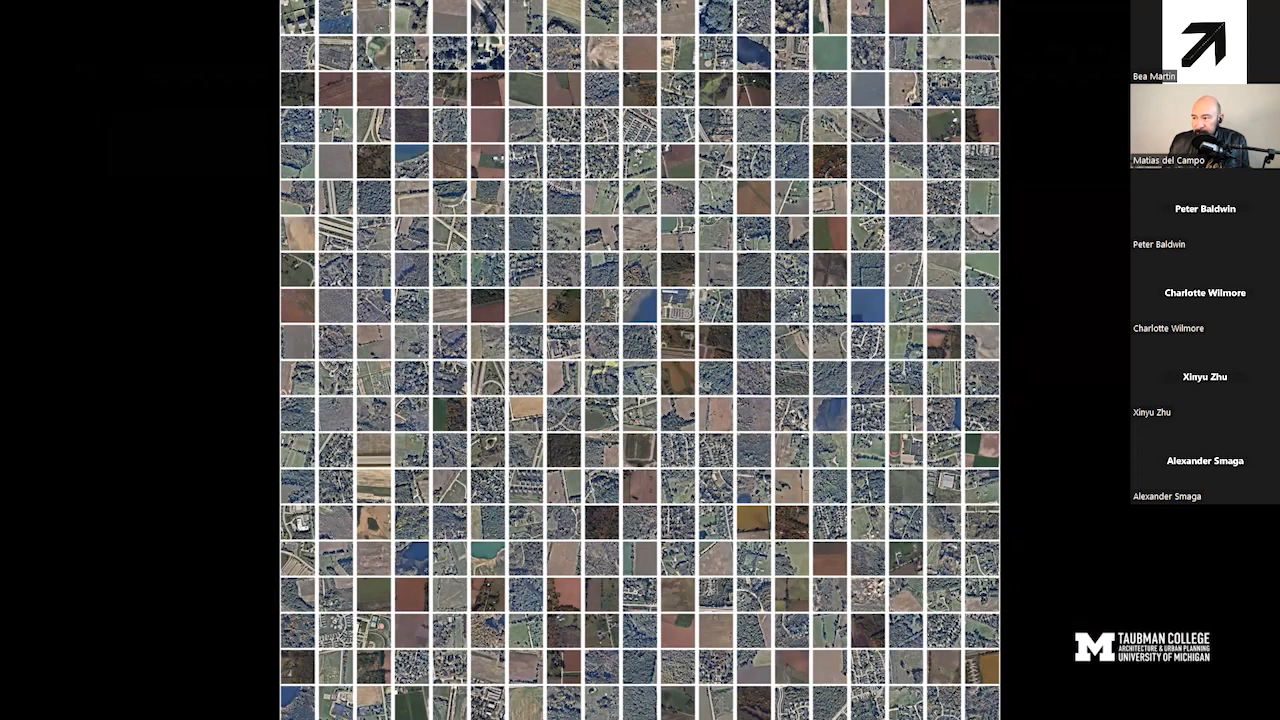 Bea Martin
Matias del Campo
Peter Baldwin
Peter Baldwin
Charlotte Wilmore
Charlotte Wilmore
Xinyu Zhu
Xinyu Zhu
Alexander Smaga
Alexander Smaga
M TAUBMAN COLLEGE
ARCHITECTURE & URBAN PLANNING
UNIVERSITY OF MICHIGAN